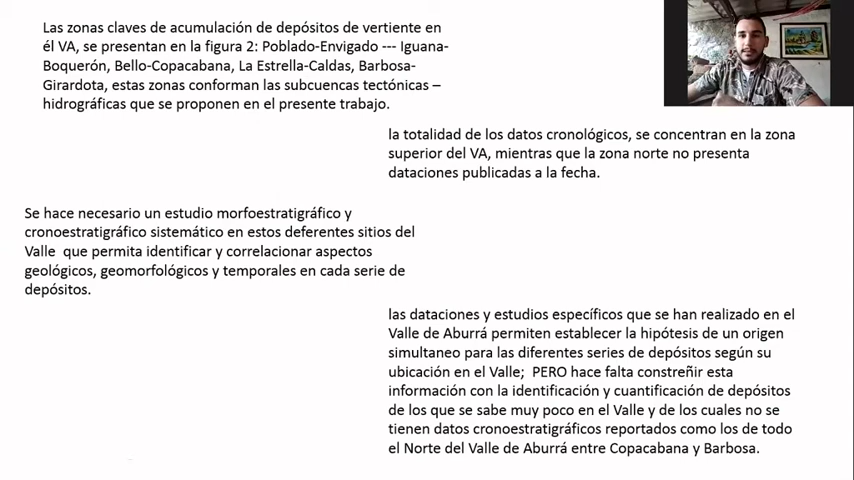 Las zonas claves de acumulación de depósitos de vertiente en
él VA, se presentan en la figura 2: Poblado-Envigado --- Iguana-
Boquerón, Bello-Copacabana, La Estrella-Caldas, Barbosa-
Girardota, estas zonas conforman las subcuencas tectónicas –
hidrográficas que se proponen en el presente trabajo.
la totalidad de los datos cronológicos, se concentran en la zona
superior del VA, mientras que la zona norte no presenta
dataciones publicadas a la fecha.
Se hace necesario un estudio morfoestratigráfico y
cronoestratigráfico sistemático en estos deferentes sitios del
Valle  que permita identificar y correlacionar aspectos
geológicos, geomorfológicos y temporales en cada serie de
depósitos.
las dataciones y estudios específicos que se han realizado en el
Valle de Aburrá permiten establecer la hipótesis de un origen
simultaneo para las diferentes series de depósitos según su
ubicación en el Valle;  PERO hace falta constreñir esta
información con la identificación y cuantificación de depósitos
de los que se sabe muy poco en el Valle y de los cuales no se
tienen datos cronoestratigráficos reportados como los de todo
el Norte del Valle de Aburrá entre Copacabana y Barbosa.